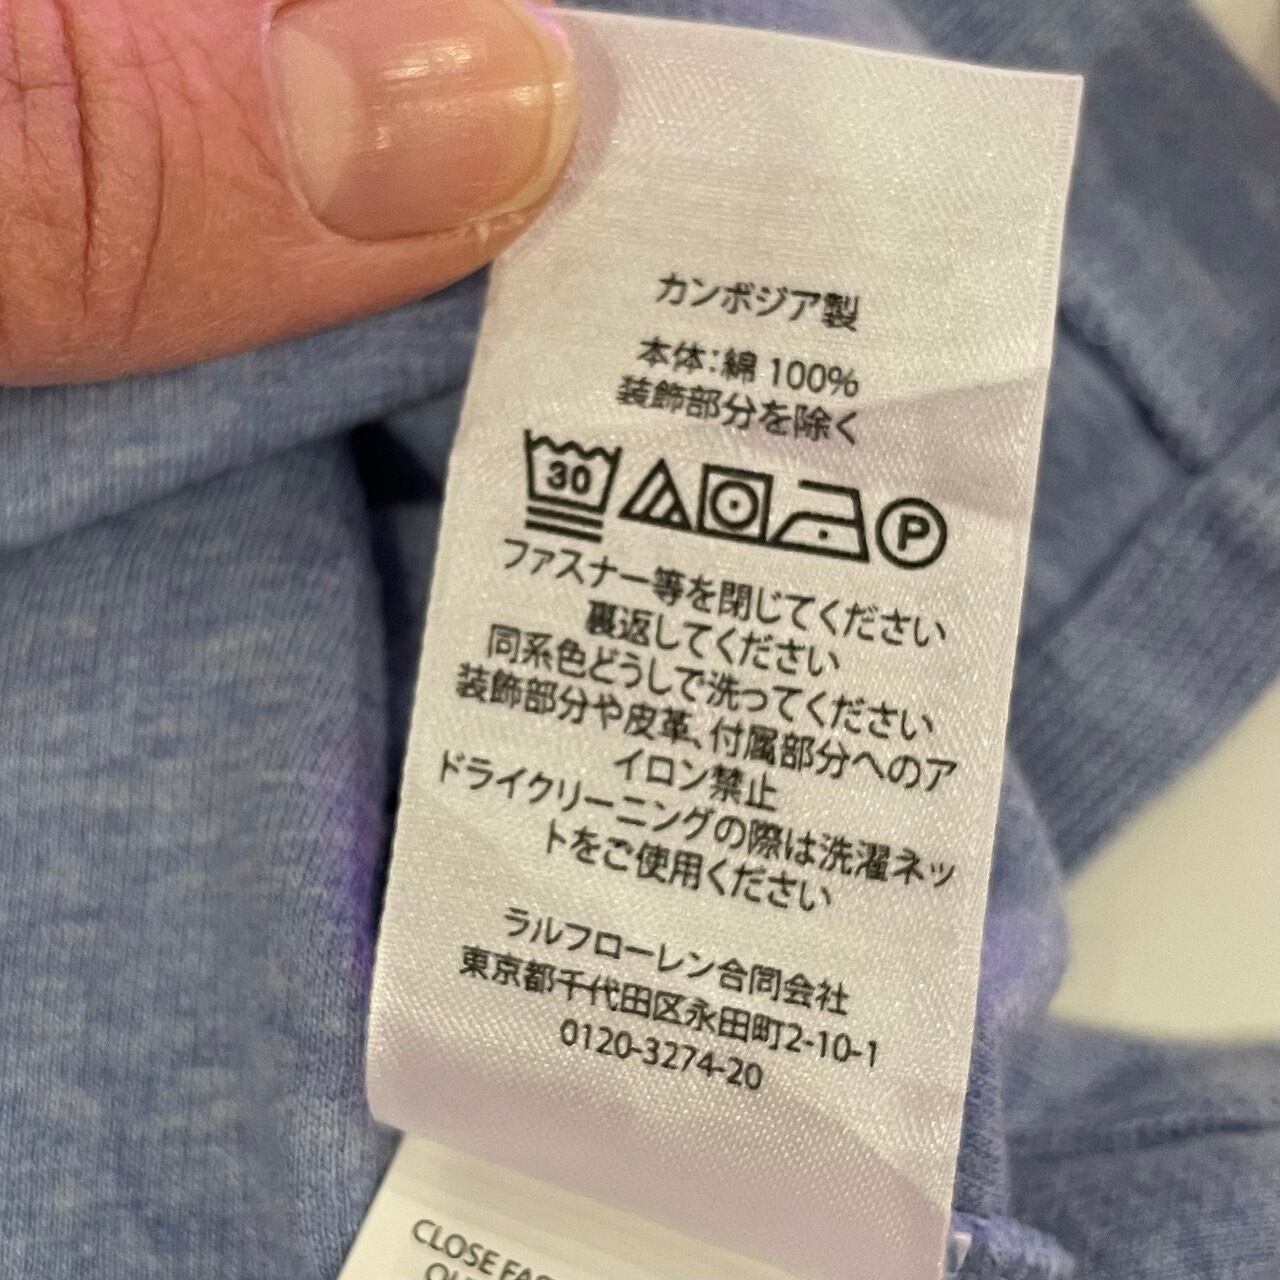 カンボジア製
本体:綿 100%
装飾部分を除く
30
P
ファスナー等を閉じてください
裏返してください
同系色どうしで洗ってください
装飾部分や皮革、付属部分へのア
イロン禁止
ドライクリーニングの際は洗濯ネッ
トをご使用ください
ラルフローレン合同会社
東京都千代田区永田町2-10-1
0120-3274-20
CLOSE